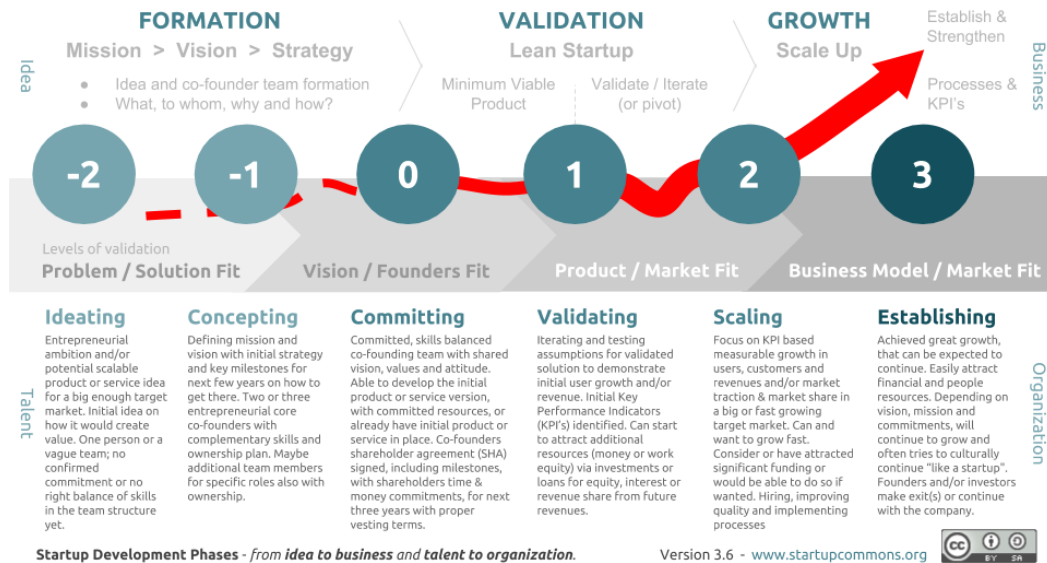 FORMATION
Mission > Vision > Strategy
● Idea and co-founder team formation
● What, to whom, why and how?
VALIDATION
Lean Startup
Minimum Viable
Product
Validate / Iterate
(or pivot)
GROWTH
Scale Up
Establish &
Strengthen
Processes &
KPI's
Idea
Business
-2
-1
0
1
2
3
Levels of validation
Problem / Solution Fit
Vision / Founders Fit
Product / Market Fit
Business Model / Market Fit
Talent
Organization
Ideating
Entrepreneurial
ambition and/or
potential scalable
product or service idea
for a big enough target
market. Initial idea on
how it would create
value. One person or a
vague team; no
confirmed
commitment or no
right balance of skills
in the team structure
yet.
Concepting
Defining mission and
vision with initial strategy
and key milestones for
next few years on how to
get there. Two or three
entrepreneurial core
co-founders with
complementary skills and
ownership plan. Maybe
additional team members
for specific roles also with
ownership.
Committing
Committed, skills balanced
co-founding team with shared
vision, values and attitude.
Able to develop the initial
product or service version,
with committed resources, or
already have initial product or
service in place. Co-founders
shareholder agreement (SHA)
signed, including milestones,
with shareholders time &
money commitments, for next
three years with proper
vesting terms.
Validating
Iterating and testing
assumptions for validated
solution to demonstrate
initial user growth and/or
revenue. Initial Key
Performance Indicators
(KPI's) identified. Can start
to attract additional
resources (money or work
equity) via investments or
loans for equity, interest or
revenue share from future
revenues.
Scaling
Focus on KPI based
measurable growth in
users, customers and
revenues and/or market
traction & market share in
a big or fast growing
target market. Can and
want to grow fast.
Consider or have attracted
significant funding or
would be able to do so if
wanted. Hiring, improving
quality and implementing
processes
Establishing
Achieved great growth,
that can be expected to
continue. Easily attract
financial and people
resources. Depending on
vision, mission and
commitments, will
continue to grow and
often tries to culturally
continue "like a startup".
Founders and/or investors
make exit(s) or continue
with the company.
Startup Development Phases - from idea to business and talent to organization.
Version 3.6 - www.startupcommons.org
cc
BY SA